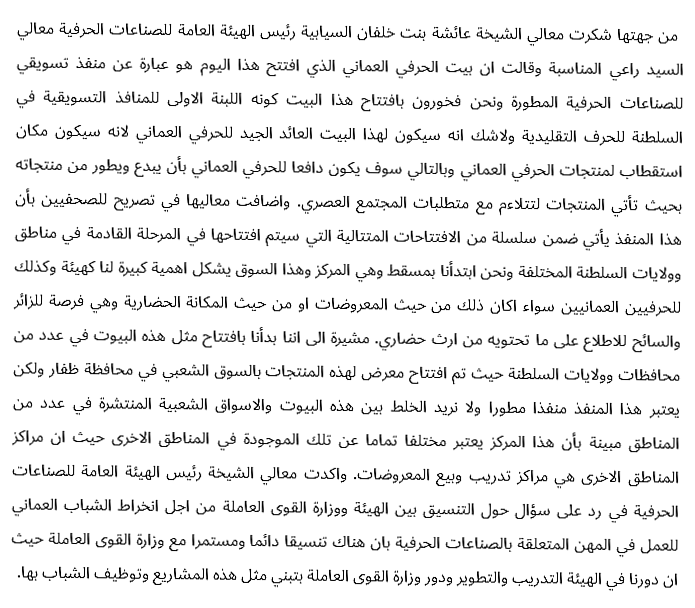 من جهتها شكرت معالي الشيخة عائشة بنت خلفان السيابية رئيس الهيئة العامة للصناعات الحرفية معالي
السيد راعي المناسبة وقالت ان بيت الحرفي العماني الذي افتتح هذا اليوم هو عبارة عن منفذ تسويقي
للصناعات الحرفية المطورة ونحن فخورون بافتتاح هذا البيت كونه اللبنة الاولى للمنافذ التسويقية في
السلطنة للحرف التقليدية ولاشك انه سيكون لهذا البيت العائد الجيد للحرفي العماني لانه سيكون مكان
استقطاب لمنتجات الحرفي العماني وبالتالي سوف يكون دافعا للحرفي العماني بأن يبدع ويطور من منتجاته
بحيث تأتي المنتجات لتتلاءم مع متطلبات المجتمع العصري. واضافت معاليها في تصريح للصحفيين بأن
هذا المنفذ يأتي ضمن سلسلة من الافتتاحات المتتالية التي سيتم افتتاحها في المرحلة القادمة في مناطق
وولايات السلطنة المختلفة ونحن ابتدأنا بمسقط وهي المركز وهذا السوق يشكل اهمية كبيرة لنا كهيئة وكذلك
للحرفيين العمانيين سواء اكان ذلك من حيث المعروضات او من حيث المكانة الحضارية وهي فرصة للزائر
والسائح للاطلاع على ما تحتويه من ارث حضاري. مشيرة الى اننا بدأنا بافتتاح مثل هذه البيوت في عدد من
محافظات وولايات السلطنة حيث تم افتتاح معرض لهذه المنتجات بالسوق الشعبي في محافظة ظفار ولكن
يعتبر هذا المنفذ منفذا مطورا ولا نريد الخلط بين هذه البيوت والاسواق الشعبية المنتشرة في عدد من
المناطق مبينة بأن هذا المركز يعتبر مختلفا تماما عن تلك الموجودة في المناطق الاخرى حيث ان مراكز
المناطق الاخرى هي مراكز تدريب وبيع المعروضات. واكدت معالي الشيخة رئيس الهيئة العامة للصناعات
الحرفية في رد على سؤال حول التنسيق بين الهيئة ووزارة القوى العاملة من اجل انخراط الشباب العماني
للعمل في المهن المتعلقة بالصناعات الحرفية بان هناك تنسيقا دائما ومستمرا مع وزارة القوى العاملة حيث
ان دورنا في الهيئة التدريب والتطوير ودور وزارة القوى العاملة بتبني مثل هذه المشاريع وتوظيف الشباب بها.